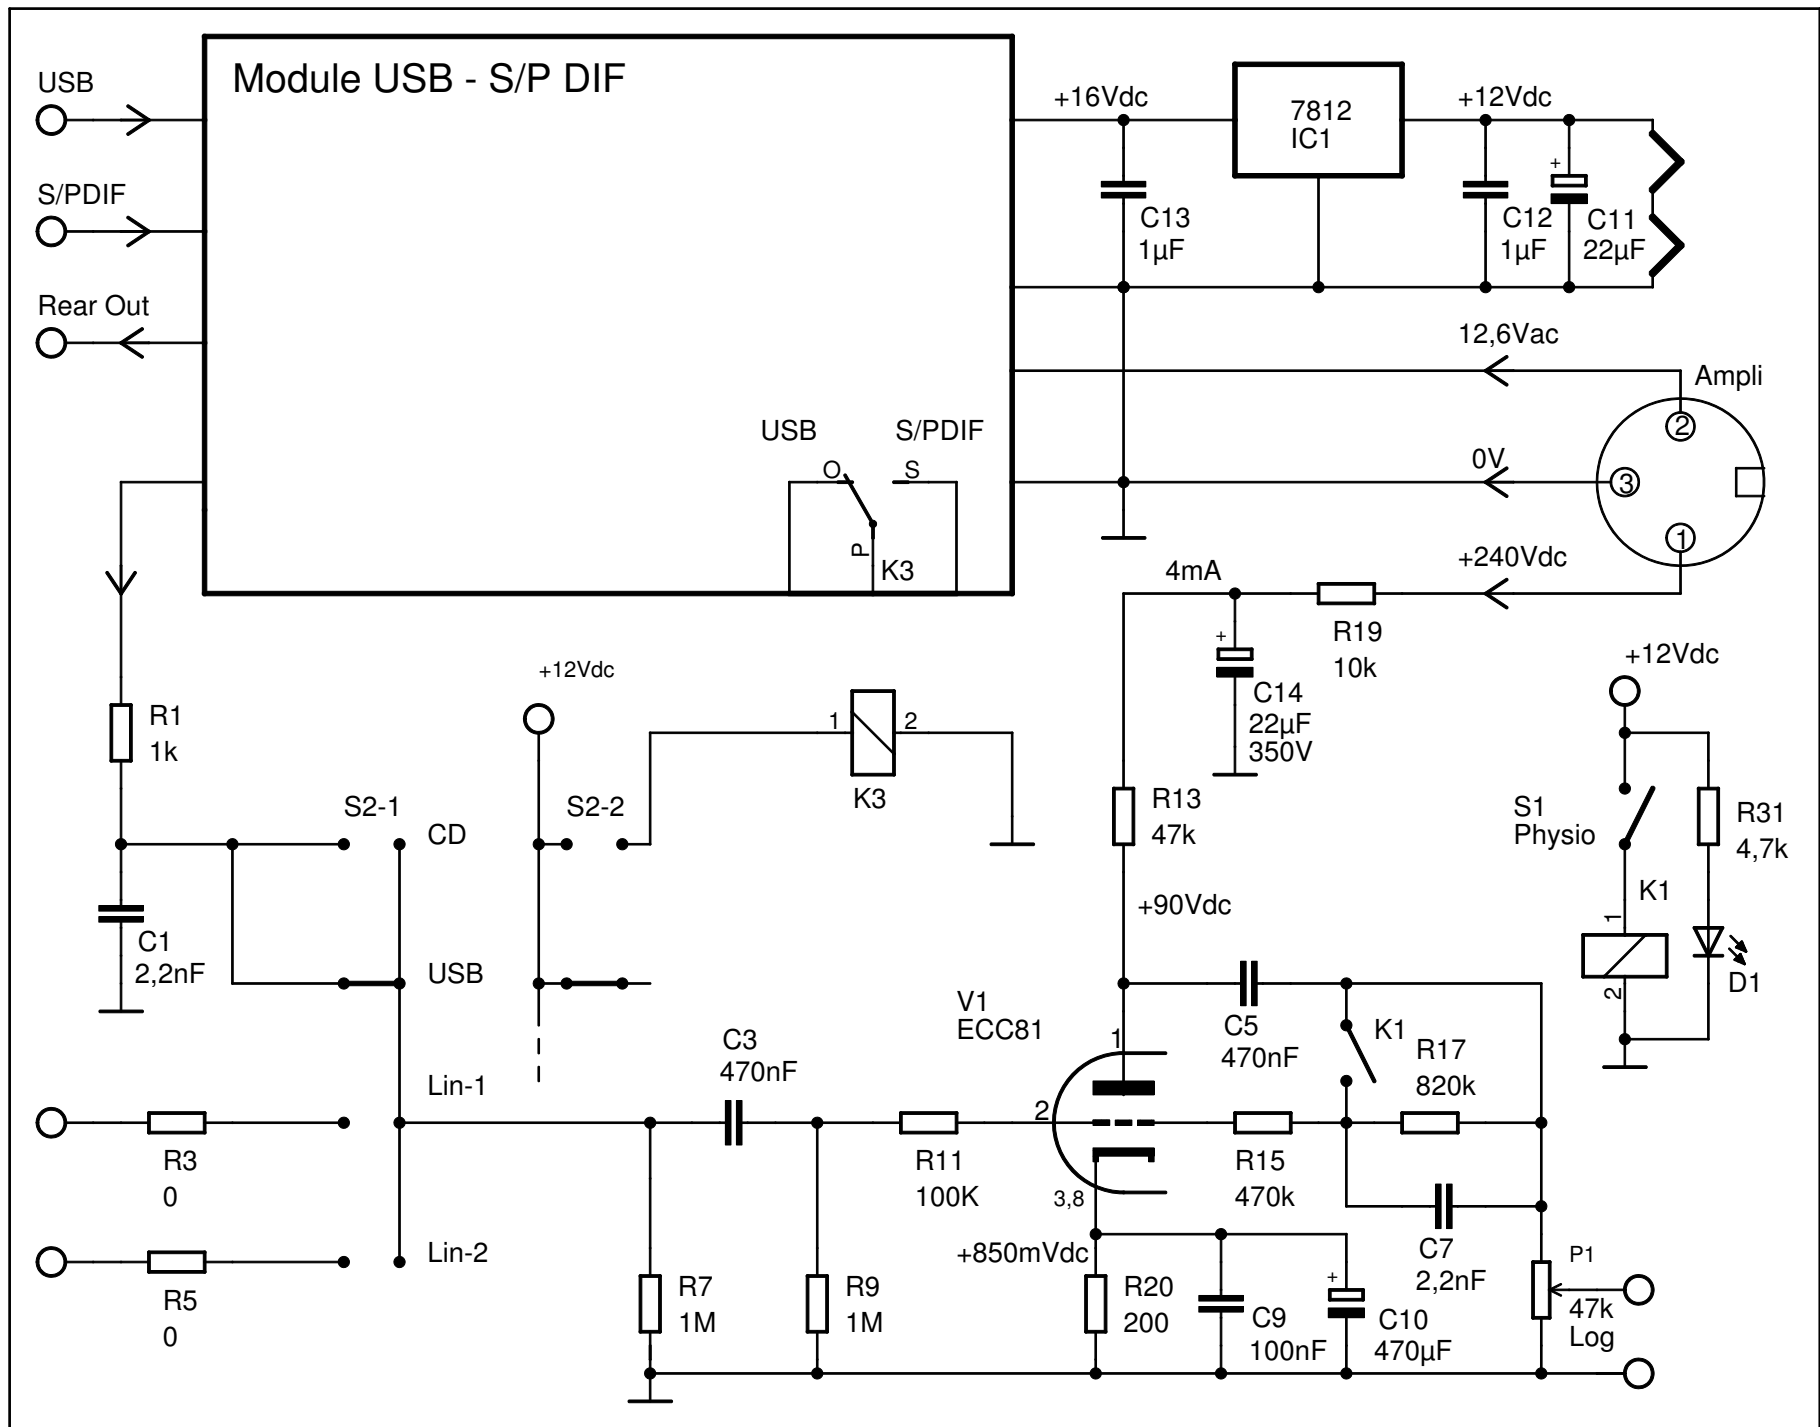 USB
Module USB - S/P DIF
+16Vdc
7812
IC1
+12Vdc
+
S/PDIF
C13
1µF
C12
1µF
C11
22µF
Rear Out
12,6Vac
Ampli
2
USB
S/PDIF
O
S
P
K3
0V
3
1
4mA
+240Vdc
R19
10k
+
C14
22µF
350V
+12Vdc
R1
1k
1
2
K3
+12Vdc
S2-1
CD
S2-2
R13
47k
S1
Physio
R31
4,7k
K1
1
2
D1
C1
2,2nF
USB
+90Vdc
V1
ECC81
1
C5
470nF
K1
R17
820k
C3
470nF
Lin-1
2
R3
0
R11
100K
3,8
R15
470k
Lin-2
+850mVdc
C7
2,2nF
P1
47k
Log
R5
0
R7
1M
R9
1M
R20
200
C9
100nF
+
C10
470µF